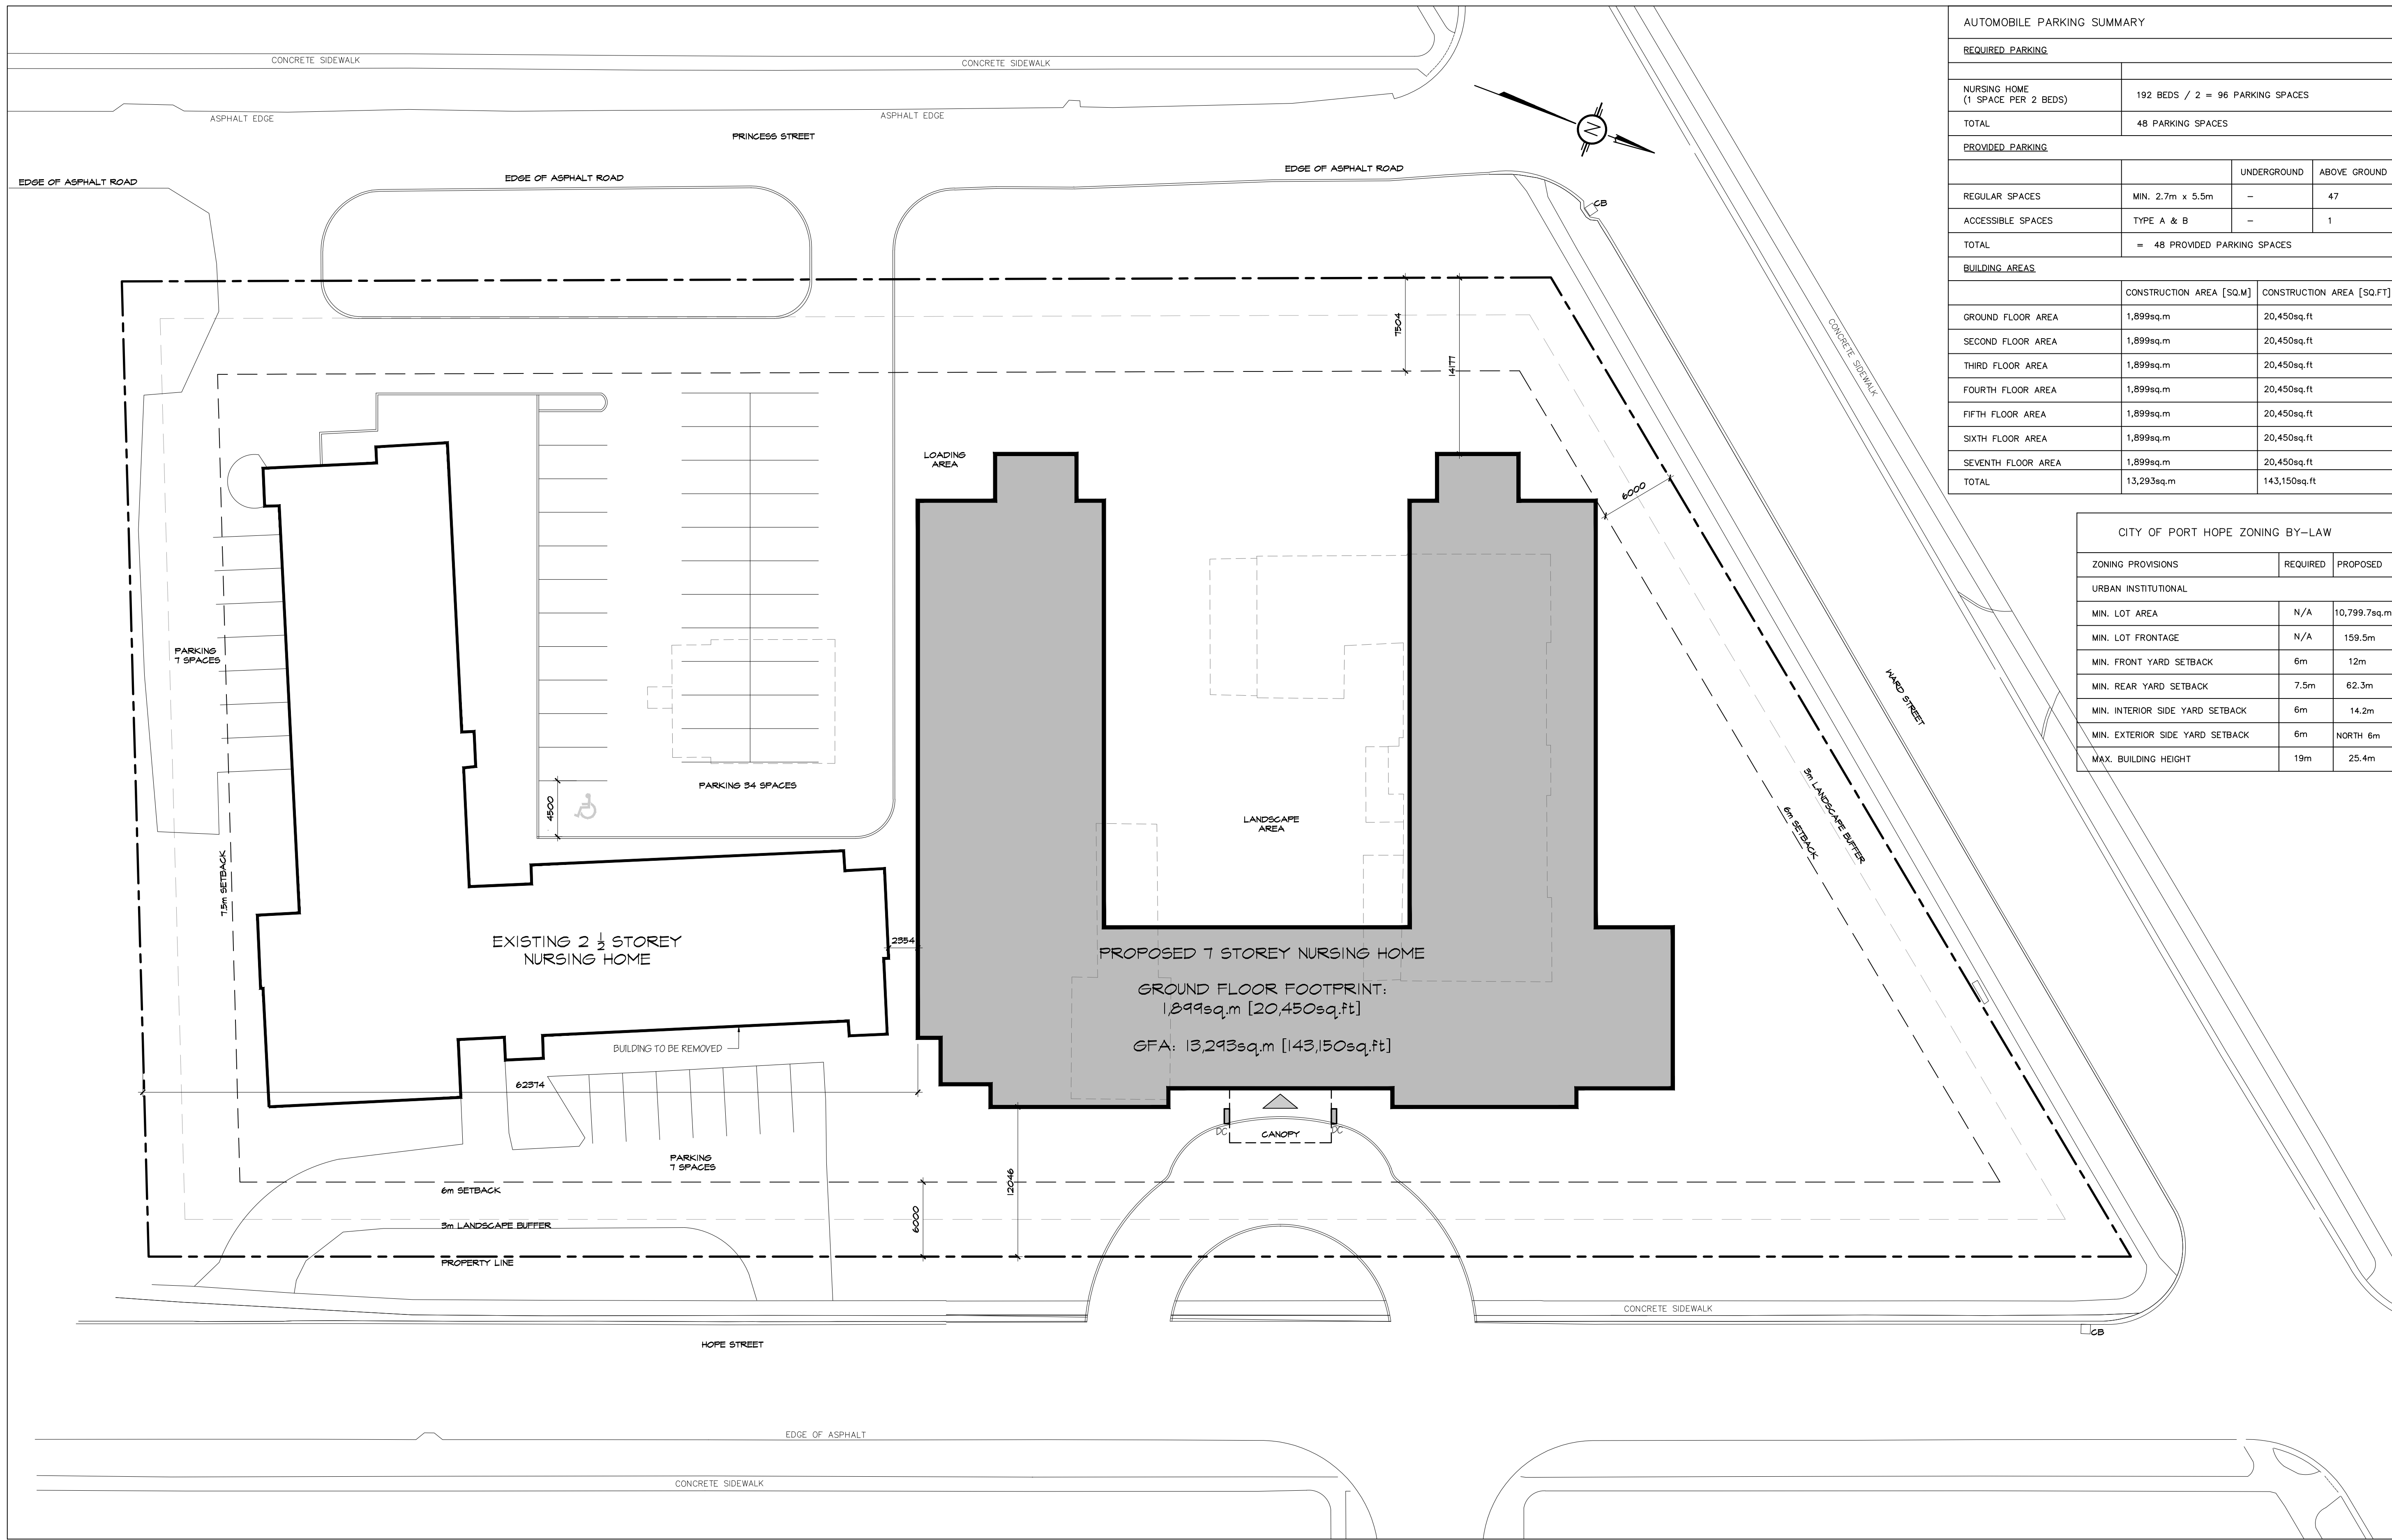 CONCRETE SIDEWALK
CONCRETE SIDEWALK
ASPHALT EDGE
ASPHALT EDGE
PRINCESS STREET
N
EDGE OF ASPHALT ROAD
EDGE OF ASPHALT ROAD
EDGE OF ASPHALT ROAD
CB
7504
14177
CONCRETE SIDEWALK
LOADING
AREA
6000
PARKING
7 SPACES
WARD STREET
PARKING 34 SPACES
4500
LANDSCAPE
AREA
3m LANDSCAPE BUFFER
6m SETBACK
7.5m SETBACK
EXISTING 2 1/2 STOREY
NURSING HOME
2354
PROPOSED 7 STOREY NURSING HOME
GROUND FLOOR FOOTPRINT:
1,899sq.m [20,450sq.ft]
GFA: 13,293sq.m [143,150sq.ft]
BUILDING TO BE REMOVED
62374
DC
CANOPY
DC
PARKING
7 SPACES
12046
6m SETBACK
6000
3m LANDSCAPE BUFFER
PROPERTY LINE
CONCRETE SIDEWALK
CB
HOPE STREET
EDGE OF ASPHALT
CONCRETE SIDEWALK
AUTOMOBILE PARKING SUMMARY
REQUIRED PARKING
NURSING HOME
(1 SPACE PER 2 BEDS) 192 BEDS / 2 = 96 PARKING SPACES
TOTAL 48 PARKING SPACES
PROVIDED PARKING
UNDERGROUND ABOVE GROUND
REGULAR SPACES MIN. 2.7m x 5.5m – 47
ACCESSIBLE SPACES TYPE A & B – 1
TOTAL = 48 PROVIDED PARKING SPACES
BUILDING AREAS
CONSTRUCTION AREA [SQ.M] CONSTRUCTION AREA [SQ.FT]
GROUND FLOOR AREA 1,899sq.m 20,450sq.ft
SECOND FLOOR AREA 1,899sq.m 20,450sq.ft
THIRD FLOOR AREA 1,899sq.m 20,450sq.ft
FOURTH FLOOR AREA 1,899sq.m 20,450sq.ft
FIFTH FLOOR AREA 1,899sq.m 20,450sq.ft
SIXTH FLOOR AREA 1,899sq.m 20,450sq.ft
SEVENTH FLOOR AREA 1,899sq.m 20,450sq.ft
TOTAL 13,293sq.m 143,150sq.ft
CITY OF PORT HOPE ZONING BY–LAW
ZONING PROVISIONS REQUIRED PROPOSED
URBAN INSTITUTIONAL
MIN. LOT AREA N/A 10,799.7sq.m
MIN. LOT FRONTAGE N/A 159.5m
MIN. FRONT YARD SETBACK 6m 12m
MIN. REAR YARD SETBACK 7.5m 62.3m
MIN. INTERIOR SIDE YARD SETBACK 6m 14.2m
MIN. EXTERIOR SIDE YARD SETBACK 6m NORTH 6m
MAX. BUILDING HEIGHT 19m 25.4m